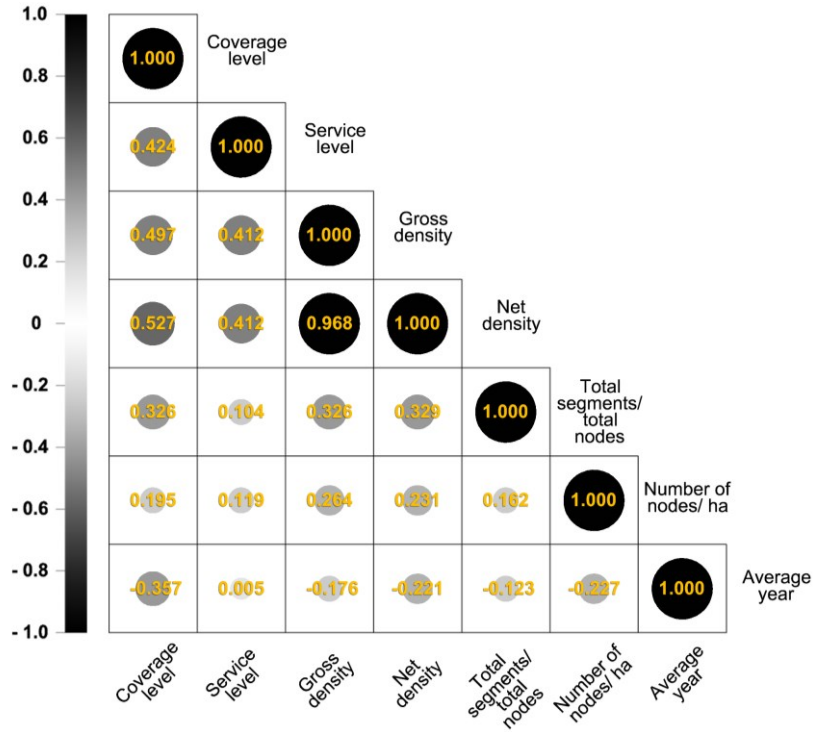 1.0
0.8
0.6
0.4
0.2
0
- 0.2
- 0.4
- 0.6
- 0.8
- 1.0
1.000
Coverage
level
0.424 1.000
Service
level
0.497 0.412 1.000
Gross
density
0.527 0.412 0.968 1.000
Net
density
0.326 0.104 0.326 0.329 1.000
Total
segments/
total
nodes
0.195 0.119 0.264 0.231 0.162 1.000
Number of
nodes/ ha
-0.357 0.005 -0.176 -0.221 -0.123 -0.227 1.000
Average
year
Coverage
level
Service
level
Gross
density
Net
density
Total
segments/
total
nodes
Number of
nodes/ ha
Average
year